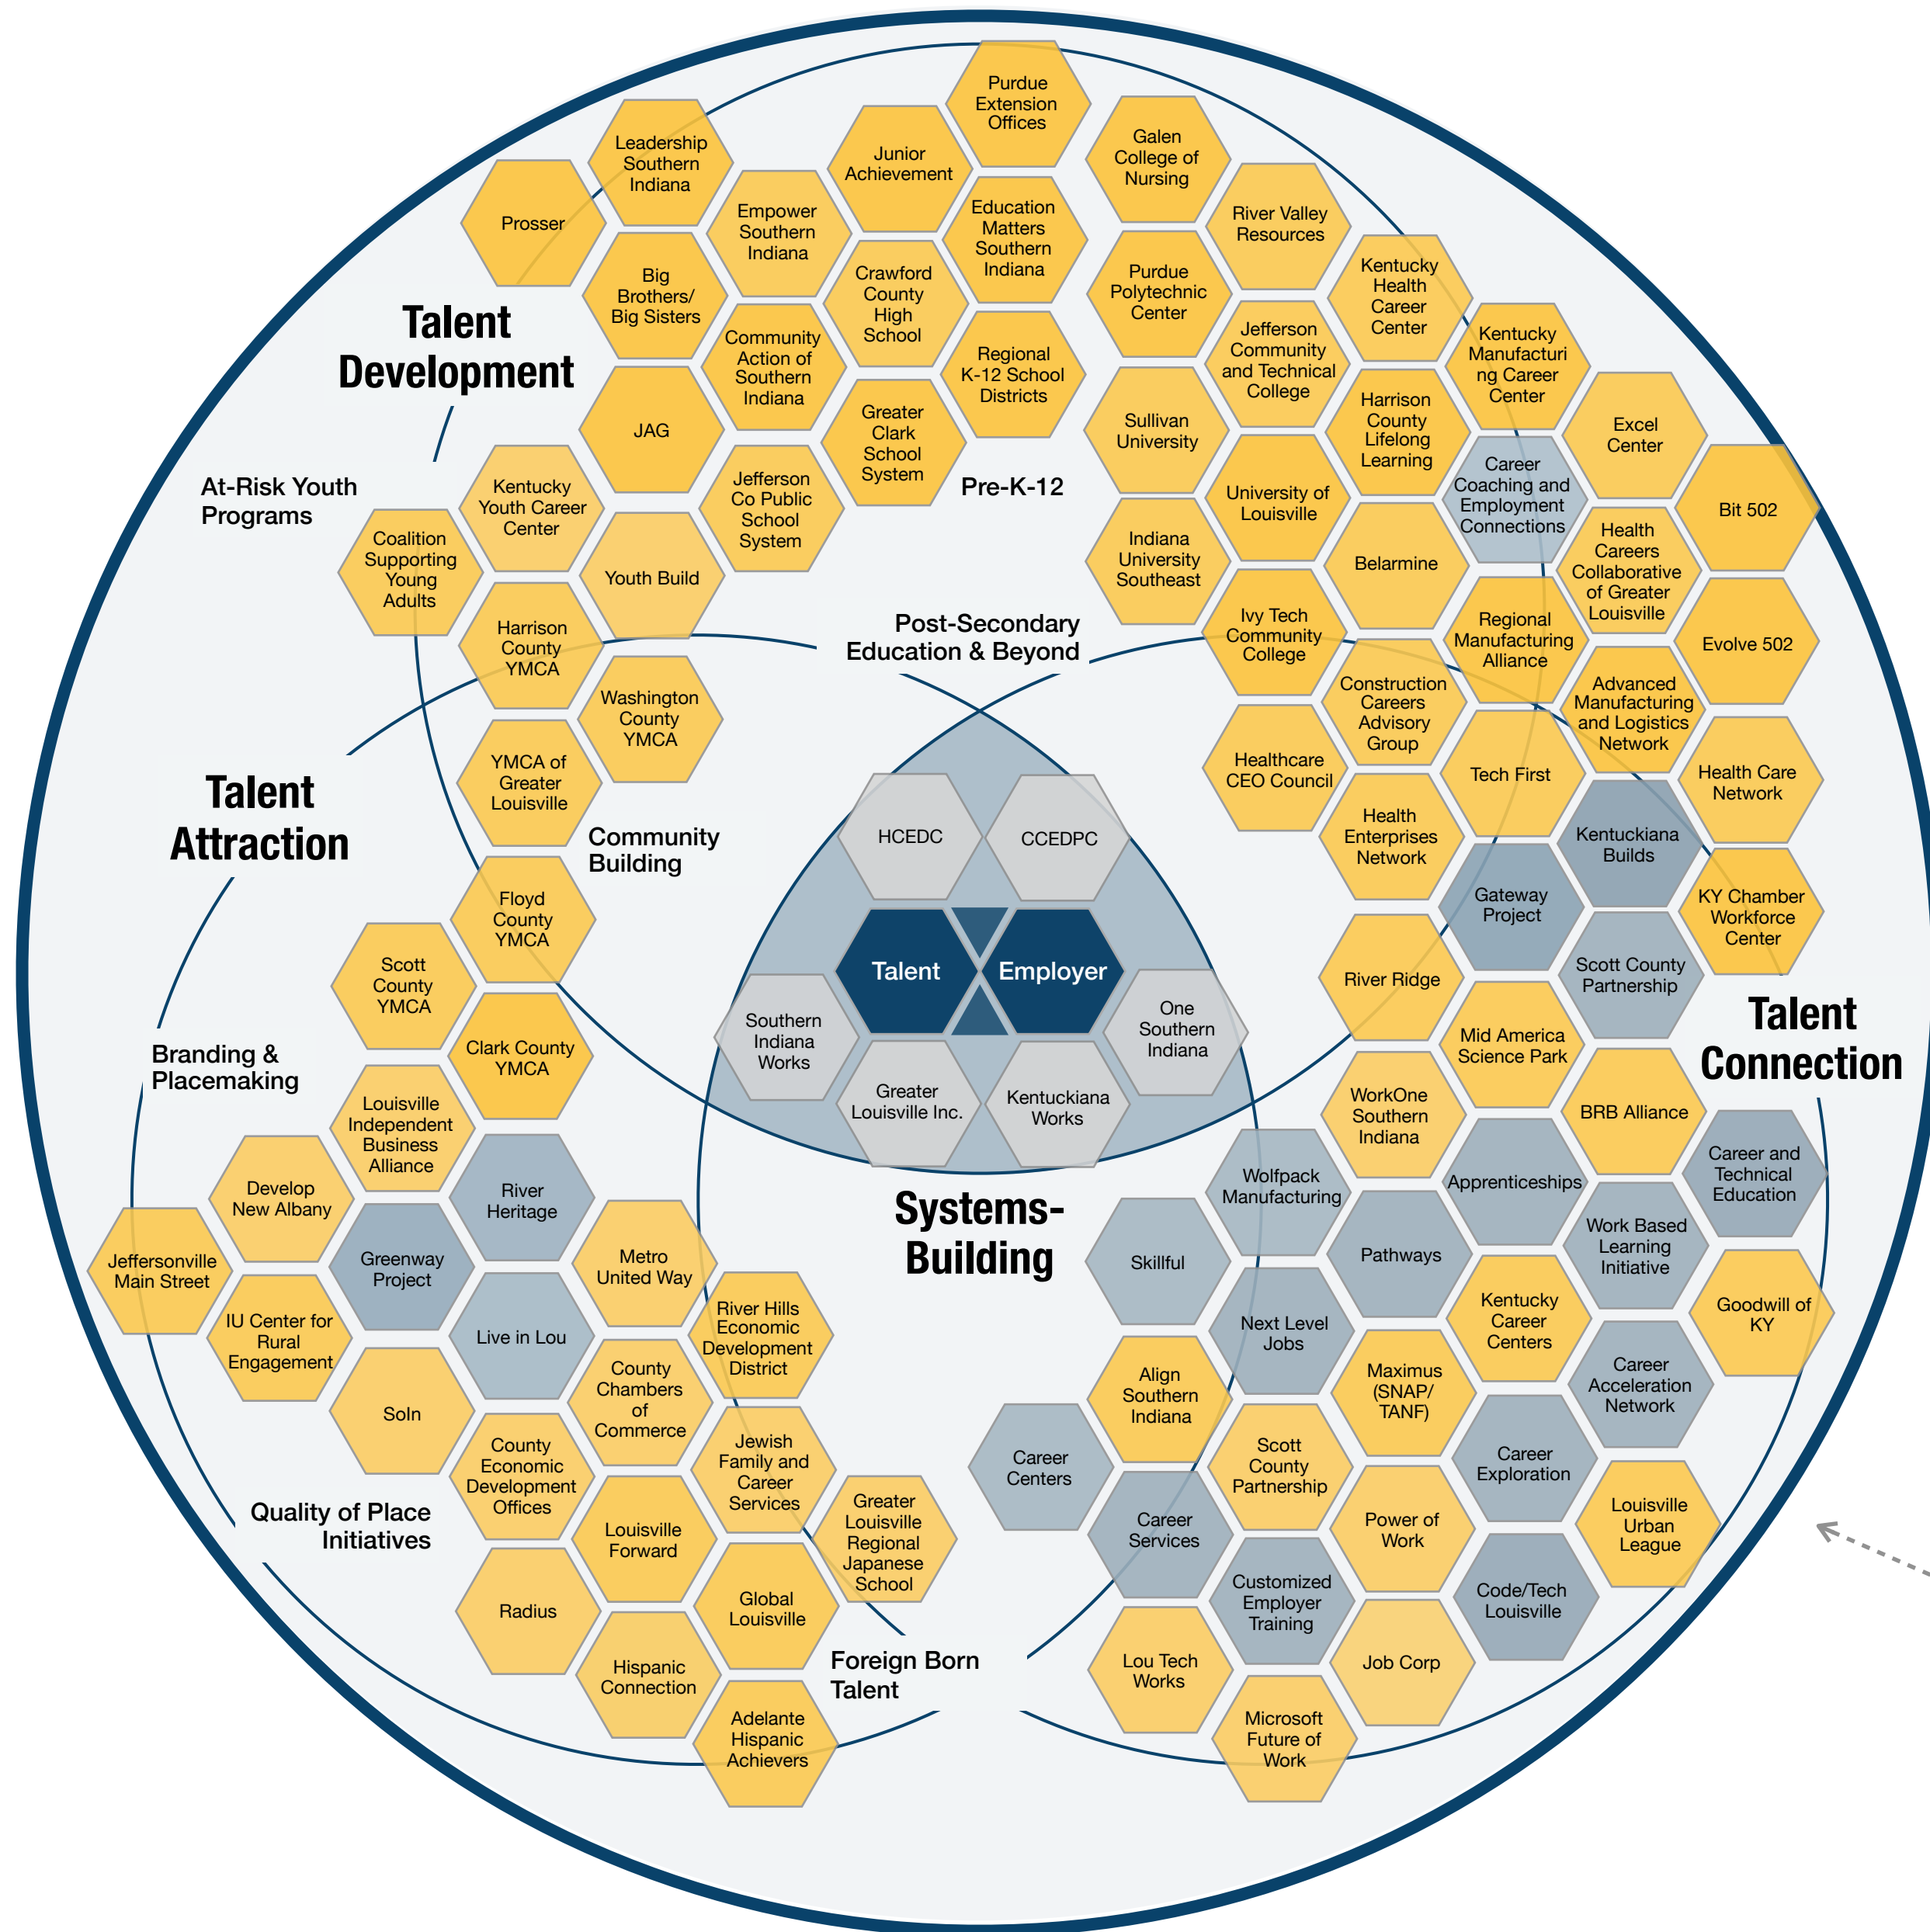 Purdue
Extension
Offices
Leadership
Southern
Indiana
Junior
Achievement
Galen
College of
Nursing
Prosser
Empower
Southern
Indiana
Education
Matters
Southern
Indiana
River Valley
Resources
Big
Brothers/
Big Sisters
Crawford
County
High
School
Purdue
Polytechnic
Center
Kentucky
Health
Career
Center
Talent
Development
Community
Action of
Southern
Indiana
Regional
K-12 School
Districts
Jefferson
Community
and Technical
College
Kentucky
Manufacturi
ng Career
Center
JAG
Greater
Clark
School
System
Sullivan
University
Harrison
County
Lifelong
Learning
Excel
Center
At-Risk Youth
Programs
Kentucky
Youth Career
Center
Jefferson
Co Public
School
System
Pre-K-12
University of
Louisville
Career
Coaching and
Employment
Connections
Bit 502
Coalition
Supporting
Young
Adults
Youth Build
Indiana
University
Southeast
Belarmine
Health
Careers
Collaborative
of Greater
Louisville
Harrison
County
YMCA
Post-Secondary
Education & Beyond
Ivy Tech
Community
College
Regional
Manufacturing
Alliance
Evolve 502
Washington
County
YMCA
Construction
Careers
Advisory
Group
Advanced
Manufacturing
and Logistics
Network
Talent
Attraction
YMCA of
Greater
Louisville
Healthcare
CEO Council
Tech First
Health Care
Network
Community
Building
HCEDC
CCEDPC
Health
Enterprises
Network
Kentuckiana
Builds
Floyd
County
YMCA
Gateway
Project
KY Chamber
Workforce
Center
Scott
County
YMCA
Talent
Employer
River Ridge
Scott County
Partnership
Branding &
Placemaking
Clark County
YMCA
Southern
Indiana
Works
One
Southern
Indiana
Mid America
Science Park
Talent
Connection
Louisville
Independent
Business
Alliance
Greater
Louisville Inc.
Kentuckiana
Works
WorkOne
Southern
Indiana
BRB Alliance
Develop
New Albany
River
Heritage
Systems-
Building
Wolfpack
Manufacturing
Apprenticeships
Career and
Technical
Education
Jeffersonville
Main Street
Greenway
Project
Metro
United Way
Skillful
Pathways
Work Based
Learning
Initiative
IU Center for
Rural
Engagement
Live in Lou
River Hills
Economic
Development
District
Next Level
Jobs
Kentucky
Career
Centers
Goodwill of
KY
SoIn
County
Chambers
of
Commerce
Align
Southern
Indiana
Maximus
(SNAP/
TANF)
Career
Acceleration
Network
County
Economic
Development
Offices
Jewish
Family and
Career
Services
Career
Centers
Scott
County
Partnership
Career
Exploration
Quality of Place
Initiatives
Louisville
Forward
Greater
Louisville
Regional
Japanese
School
Career
Services
Power of
Work
Louisville
Urban
League
Radius
Global
Louisville
Customized
Employer
Training
Code/Tech
Louisville
Hispanic
Connection
Foreign Born
Talent
Lou Tech
Works
Job Corp
Adelante
Hispanic
Achievers
Microsoft
Future of
Work